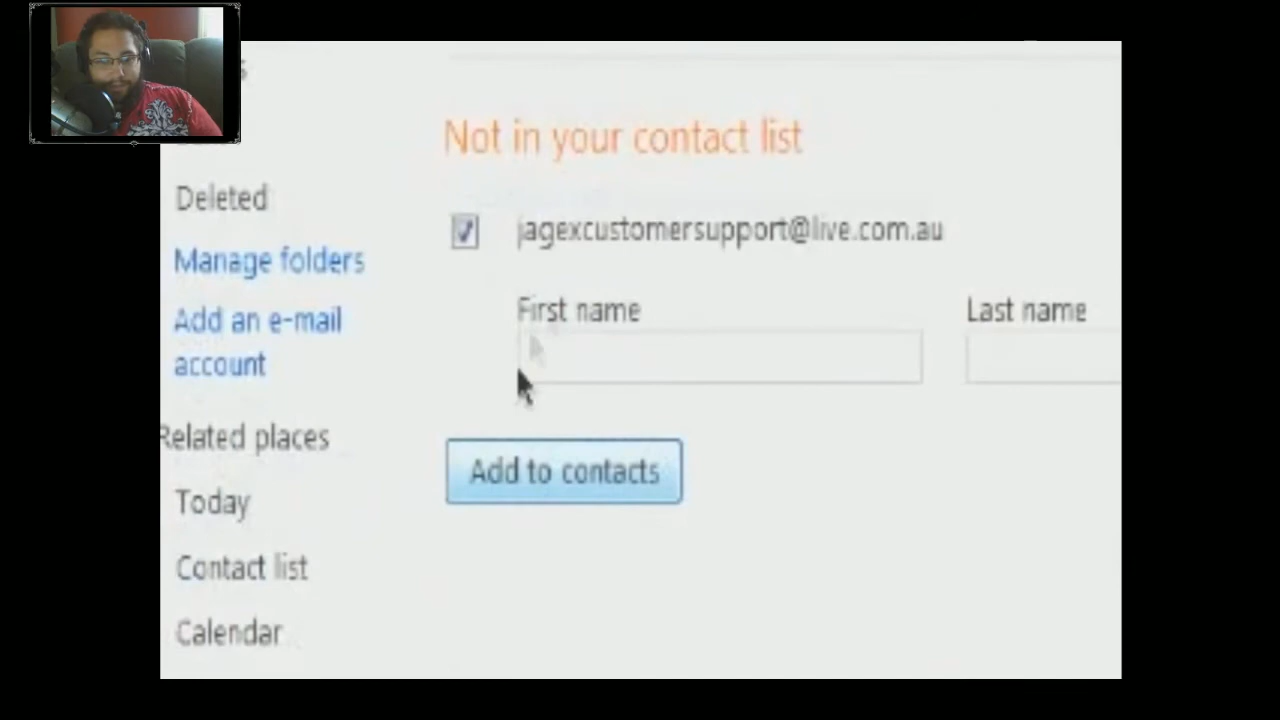 Not in your contact list
Deleted
jagexcustomersupport@live.com.au
Manage folders
First name
Last name
Add an e-mail
account
Related places
Add to contacts
Today
Contact list
Calendar